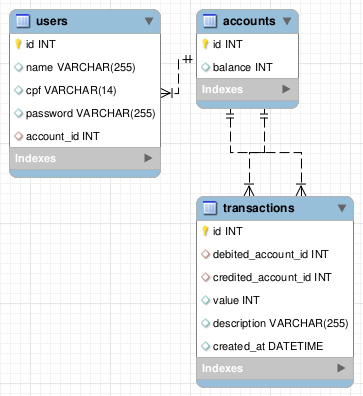 users
id INT
name VARCHAR(255)
cpf VARCHAR(14)
password VARCHAR(255)
account_id INT
Indexes
accounts
id INT
balance INT
Indexes
transactions
id INT
debited_account_id INT
credited_account_id INT
value INT
description VARCHAR(255)
created_at DATETIME
Indexes